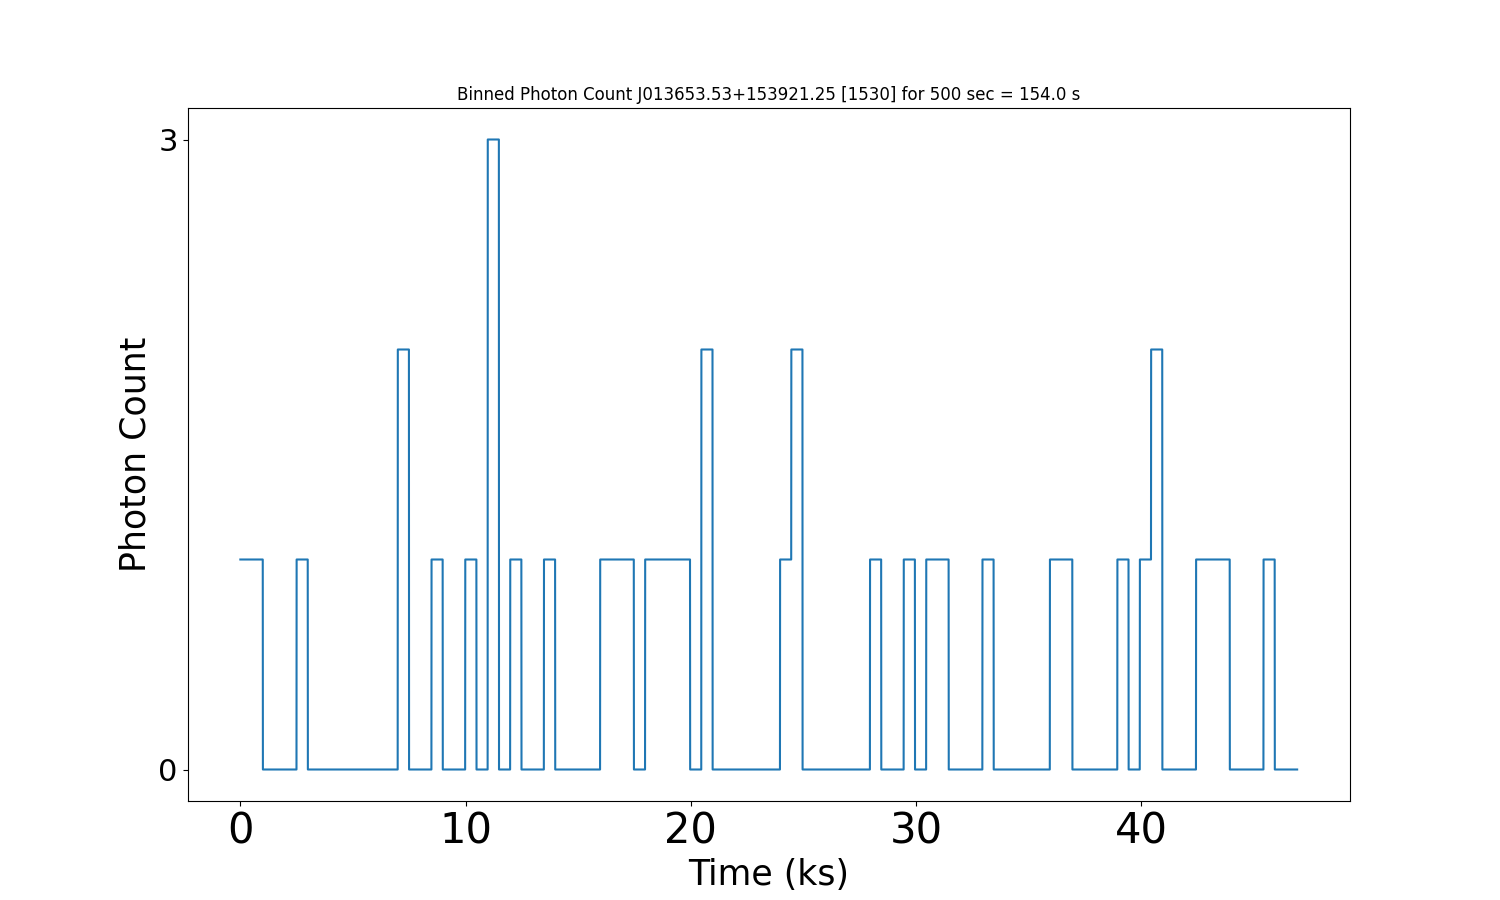 Binned Photon Count J013653.53+153921.25 [1530] for 500 sec = 154.0 s
3
Photon Count
0
0 10 20 30 40
Time (ks)